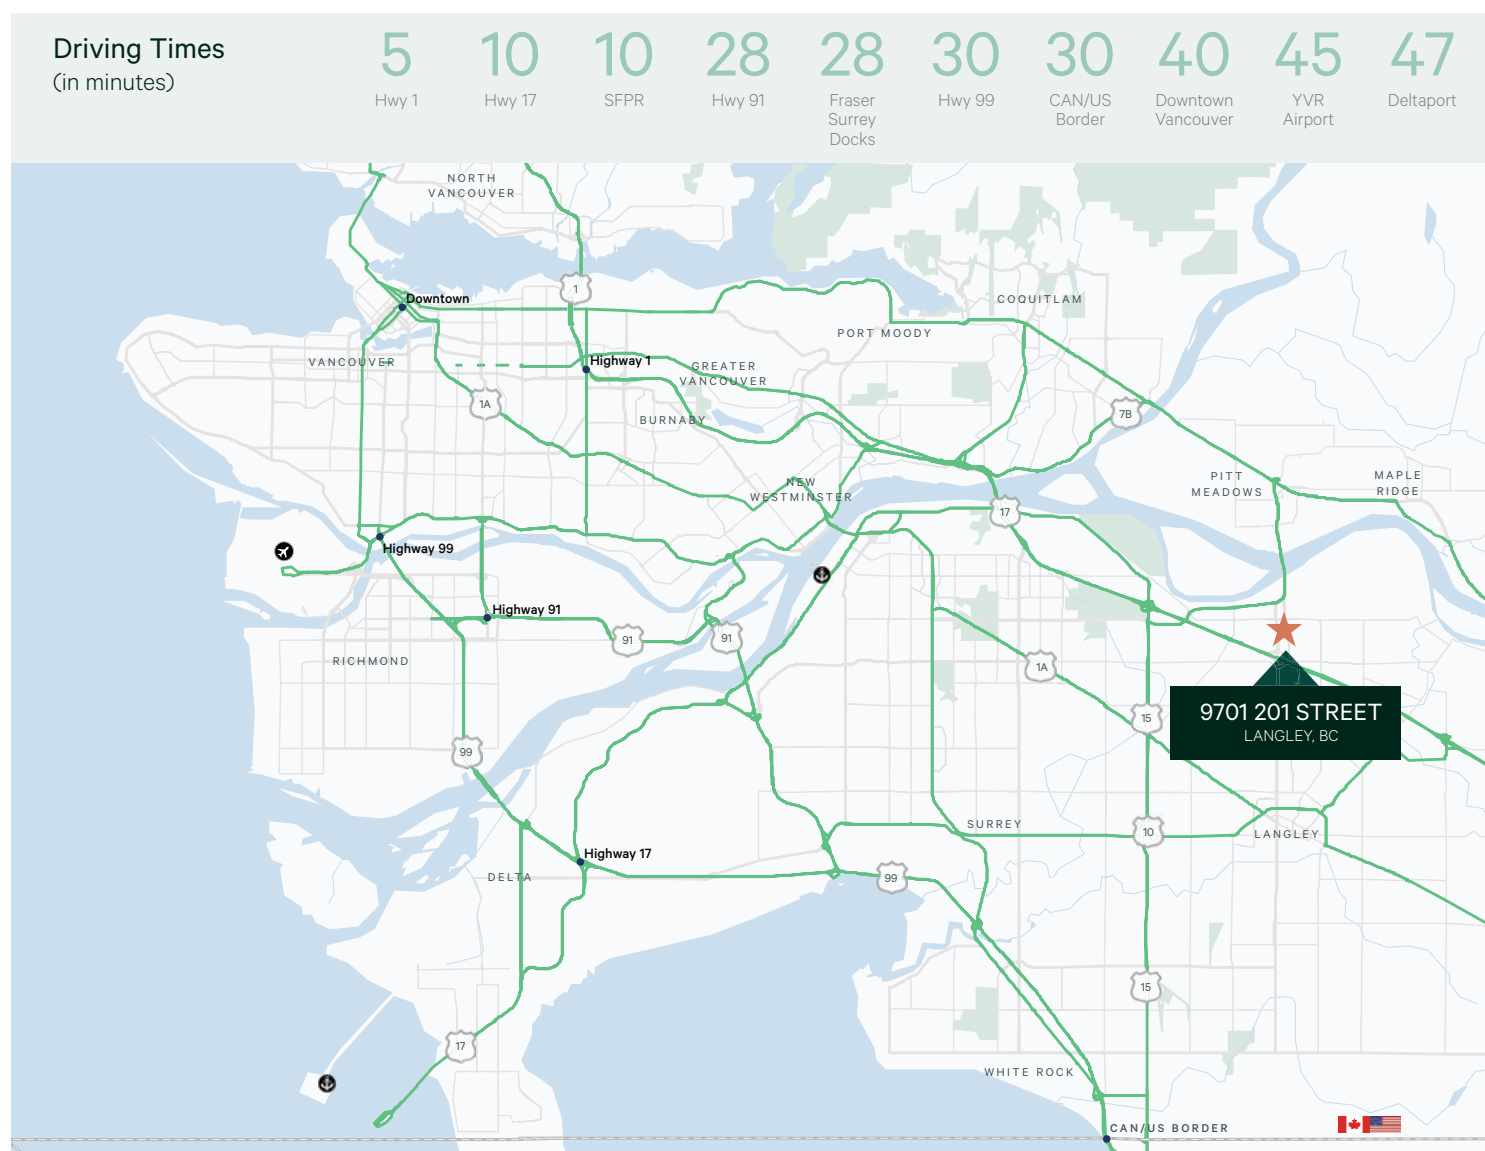 Driving Times
(in minutes)
5
Hwy 1
10
Hwy 17
10
SFPR
28
Hwy 91
28
Fraser
Surrey
Docks
30
Hwy 99
30
CAN/US
Border
40
Downtown
Vancouver
45
YVR
Airport
47
Deltaport
NORTH
VANCOUVER
1
Downtown
COQUITLAM
PORT MOODY
VANCOUVER
Highway 1
GREATER
VANCOUVER
1A
BURNABY
7B
NEW
WESTMINSTER
PITT
MEADOWS
MAPLE
RIDGE
17
Highway 99
Highway 91
91
91
RICHMOND
1A
15
9701 201 STREET
LANGLEY, BC
99
SURREY
10
LANGLEY
Highway 17
DELTA
99
15
17
WHITE ROCK
CAN/US BORDER